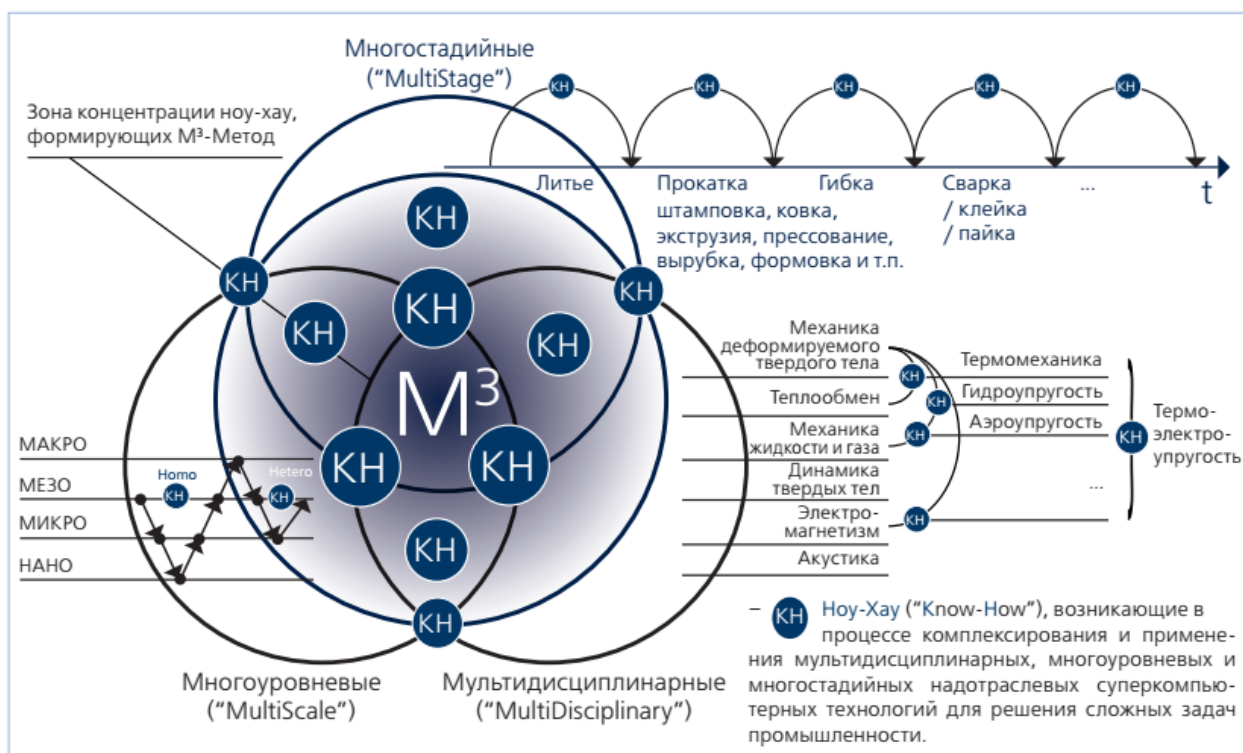 Многостадийные
(“MultiStage”)
Зона концентрации ноу-хау,
формирующих М³-Метод
КН
КН
КН
КН
КН
Литье
Прокатка
Гибка
Сварка
...
t
штамповка, ковка,
/ клейка
экструзия, прессование,
/ пайка
вырубка, формовка и т.п.
КН
КН
КН
КН
КН
КН
М³
КН
КН
КН
КН
МАКРО
МЕЗО
МИКРО
НАНО
Homo
КН
Hetero
КН
Механика
деформируемого
твердого тела
Теплообмен
Механика
жидкости и газа
Динамика
твердых тел
Электро-
магнетизм
Акустика
КН
КН
КН
КН
Термомеханика
Гидроупругость
Аэроупругость
...
КН
Термо-
электро-
упругость
Многоуровневые
(“MultiScale”)
Мультидисциплинарные
(“MultiDisciplinary”)
– КН Ноу-Хау (“Know-How”), возникающие в
процессе комплексирования и примене-
ния мультидисциплинарных, многоуровневых и
многостадийных надотраслевых суперкомпью-
терных технологий для решения сложных задач
промышленности.